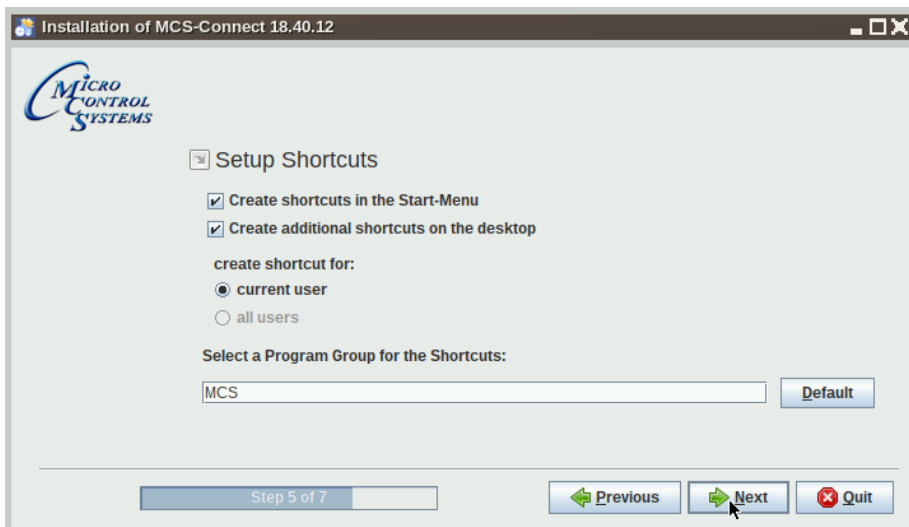 Installation of MCS-Connect 18.40.12
MICRO
CONTROL
SYSTEMS
Setup Shortcuts
Create shortcuts in the Start-Menu
Create additional shortcuts on the desktop
create shortcut for:
current user
all users
Select a Program Group for the Shortcuts:
MCS
Default
Step 5 of 7
Previous
Next
Quit